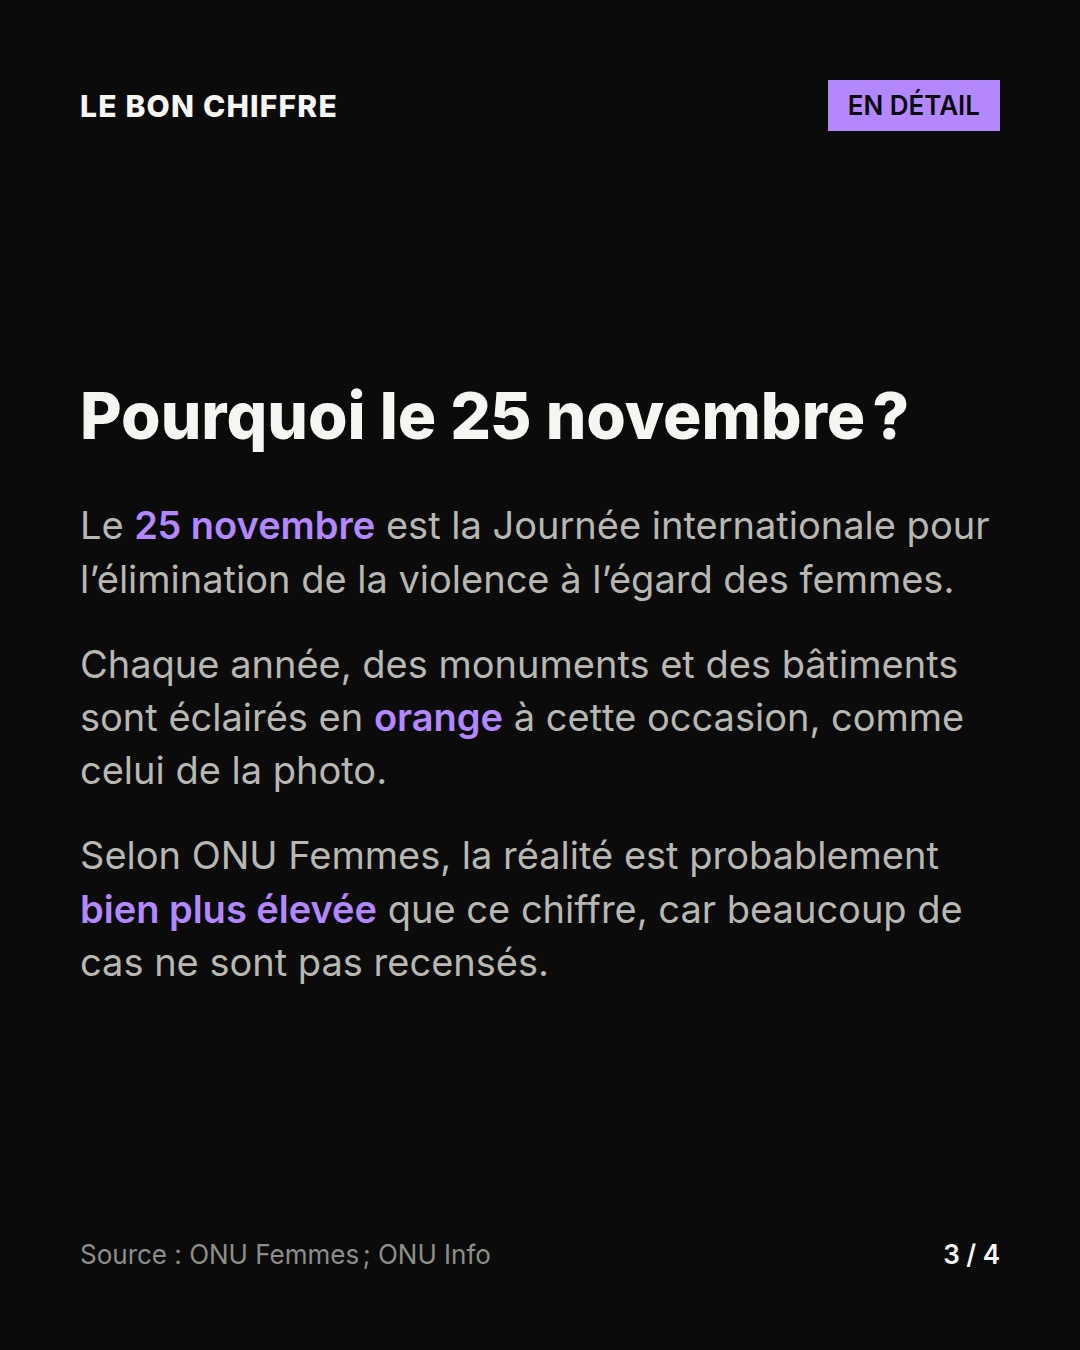 LE BON CHIFFRE
EN DÉTAIL
Pourquoi le 25 novembre ?
Le 25 novembre est la Journée internationale pour
l’élimination de la violence à l’égard des femmes.
Chaque année, des monuments et des bâtiments
sont éclairés en orange à cette occasion, comme
celui de la photo.
Selon ONU Femmes, la réalité est probablement
bien plus élevée que ce chiffre, car beaucoup de
cas ne sont pas recensés.
Source : ONU Femmes ; ONU Info
3 / 4